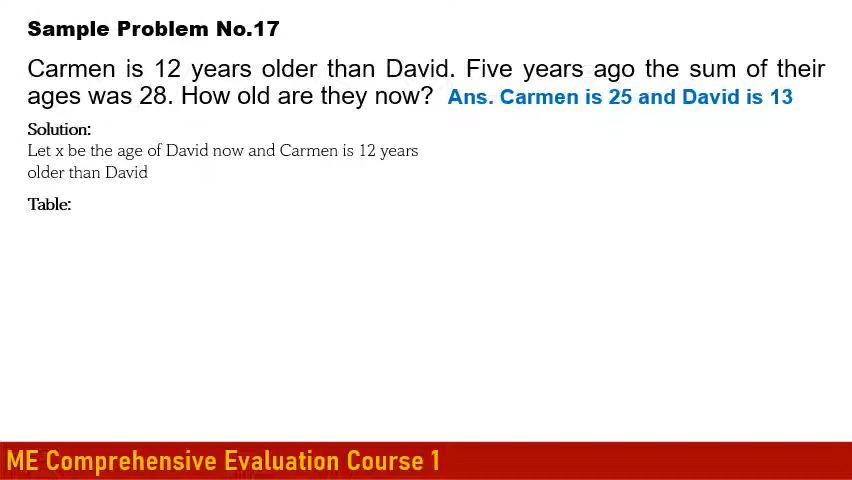 Sample Problem No.17
Carmen is 12 years older than David. Five years ago the sum of their
ages was 28. How old are they now? Ans. Carmen is 25 and David is 13
Solution:
Let x be the age of David now and Carmen is 12 years
older than David
Table:
ME Comprehensive Evaluation Course 1